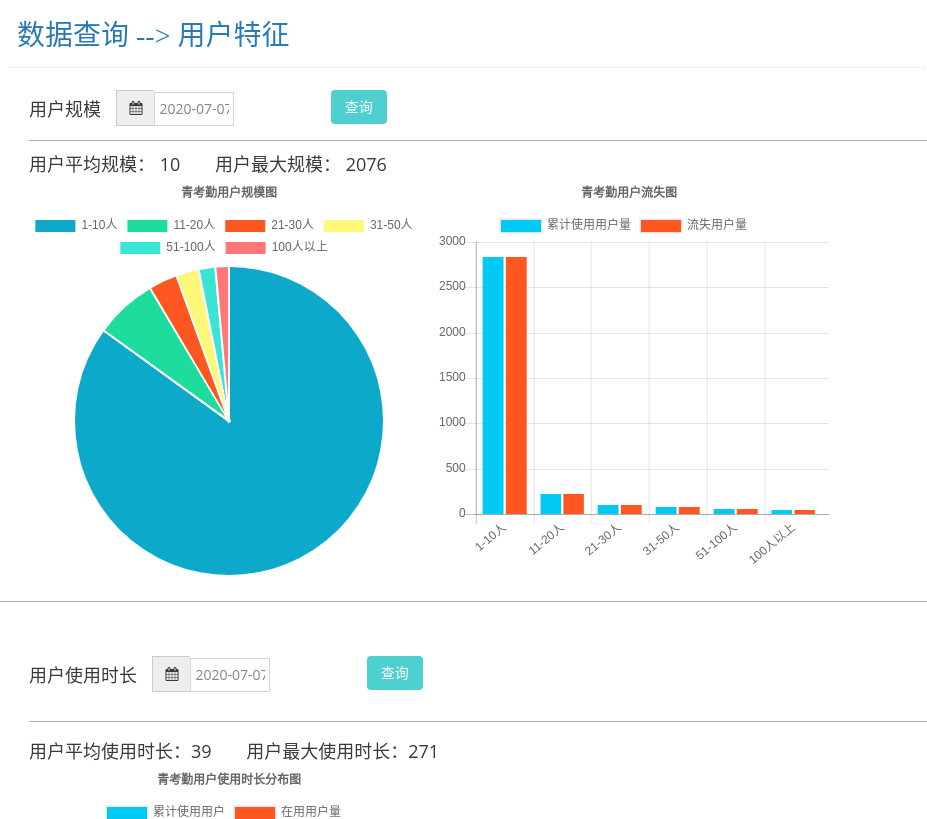 数据查询 --> 用户特征
用户规模 2020-07-07 查询
用户平均规模： 10 用户最大规模： 2076
青考勤用户规模图
1-10人 11-20人 21-30人 31-50人
51-100人 100人以上
青考勤用户流失图
累计使用用户量 流失用户量
3000
2500
2000
1500
1000
500
0
1-10人 11-20人 21-30人 31-50人 51-100人 100人以上
用户使用时长 2020-07-07 查询
用户平均使用时长：39 用户最大使用时长：271
青考勤用户使用时长分布图
累计使用用户 在用用户量